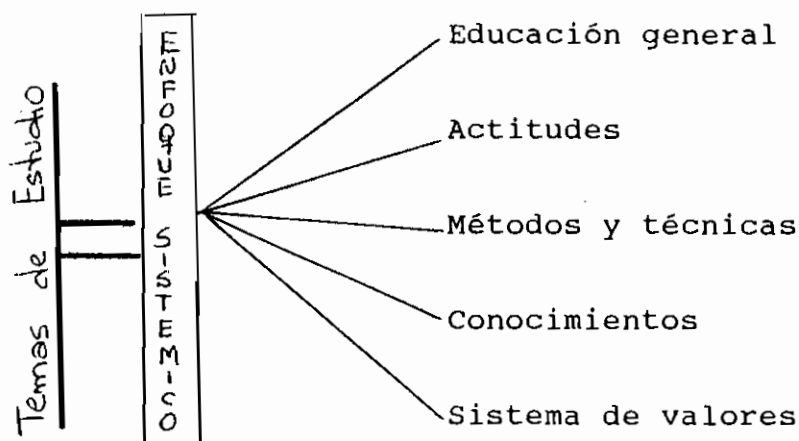 Temas de Estudio
ENFOQUE SISTEMICO
Educación general
Actitudes
Métodos y técnicas
Conocimientos
Sistema de valores